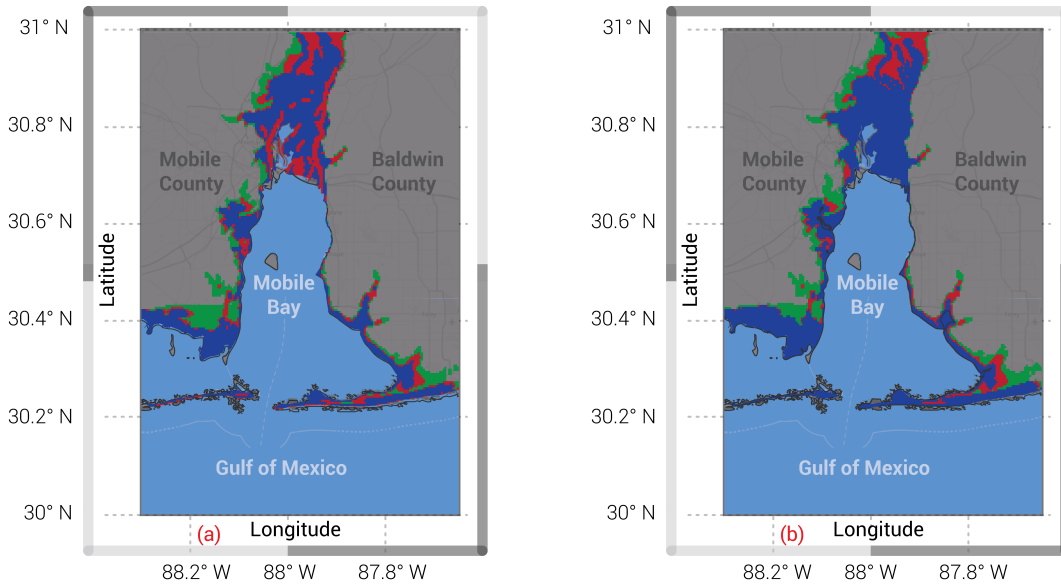 31° N
30.8° N
30.6° N
30.4° N
30.2° N
30° N
Latitude
Mobile
County
Baldwin
County
Mobile
Bay
Gulf of Mexico
(a)
Longitude
88.2° W
88° W
87.8° W
31° N
30.8° N
30.6° N
30.4° N
30.2° N
30° N
Latitude
Mobile
County
Baldwin
County
Mobile
Bay
Gulf of Mexico
(b)
Longitude
88.2° W
88° W
87.8° W